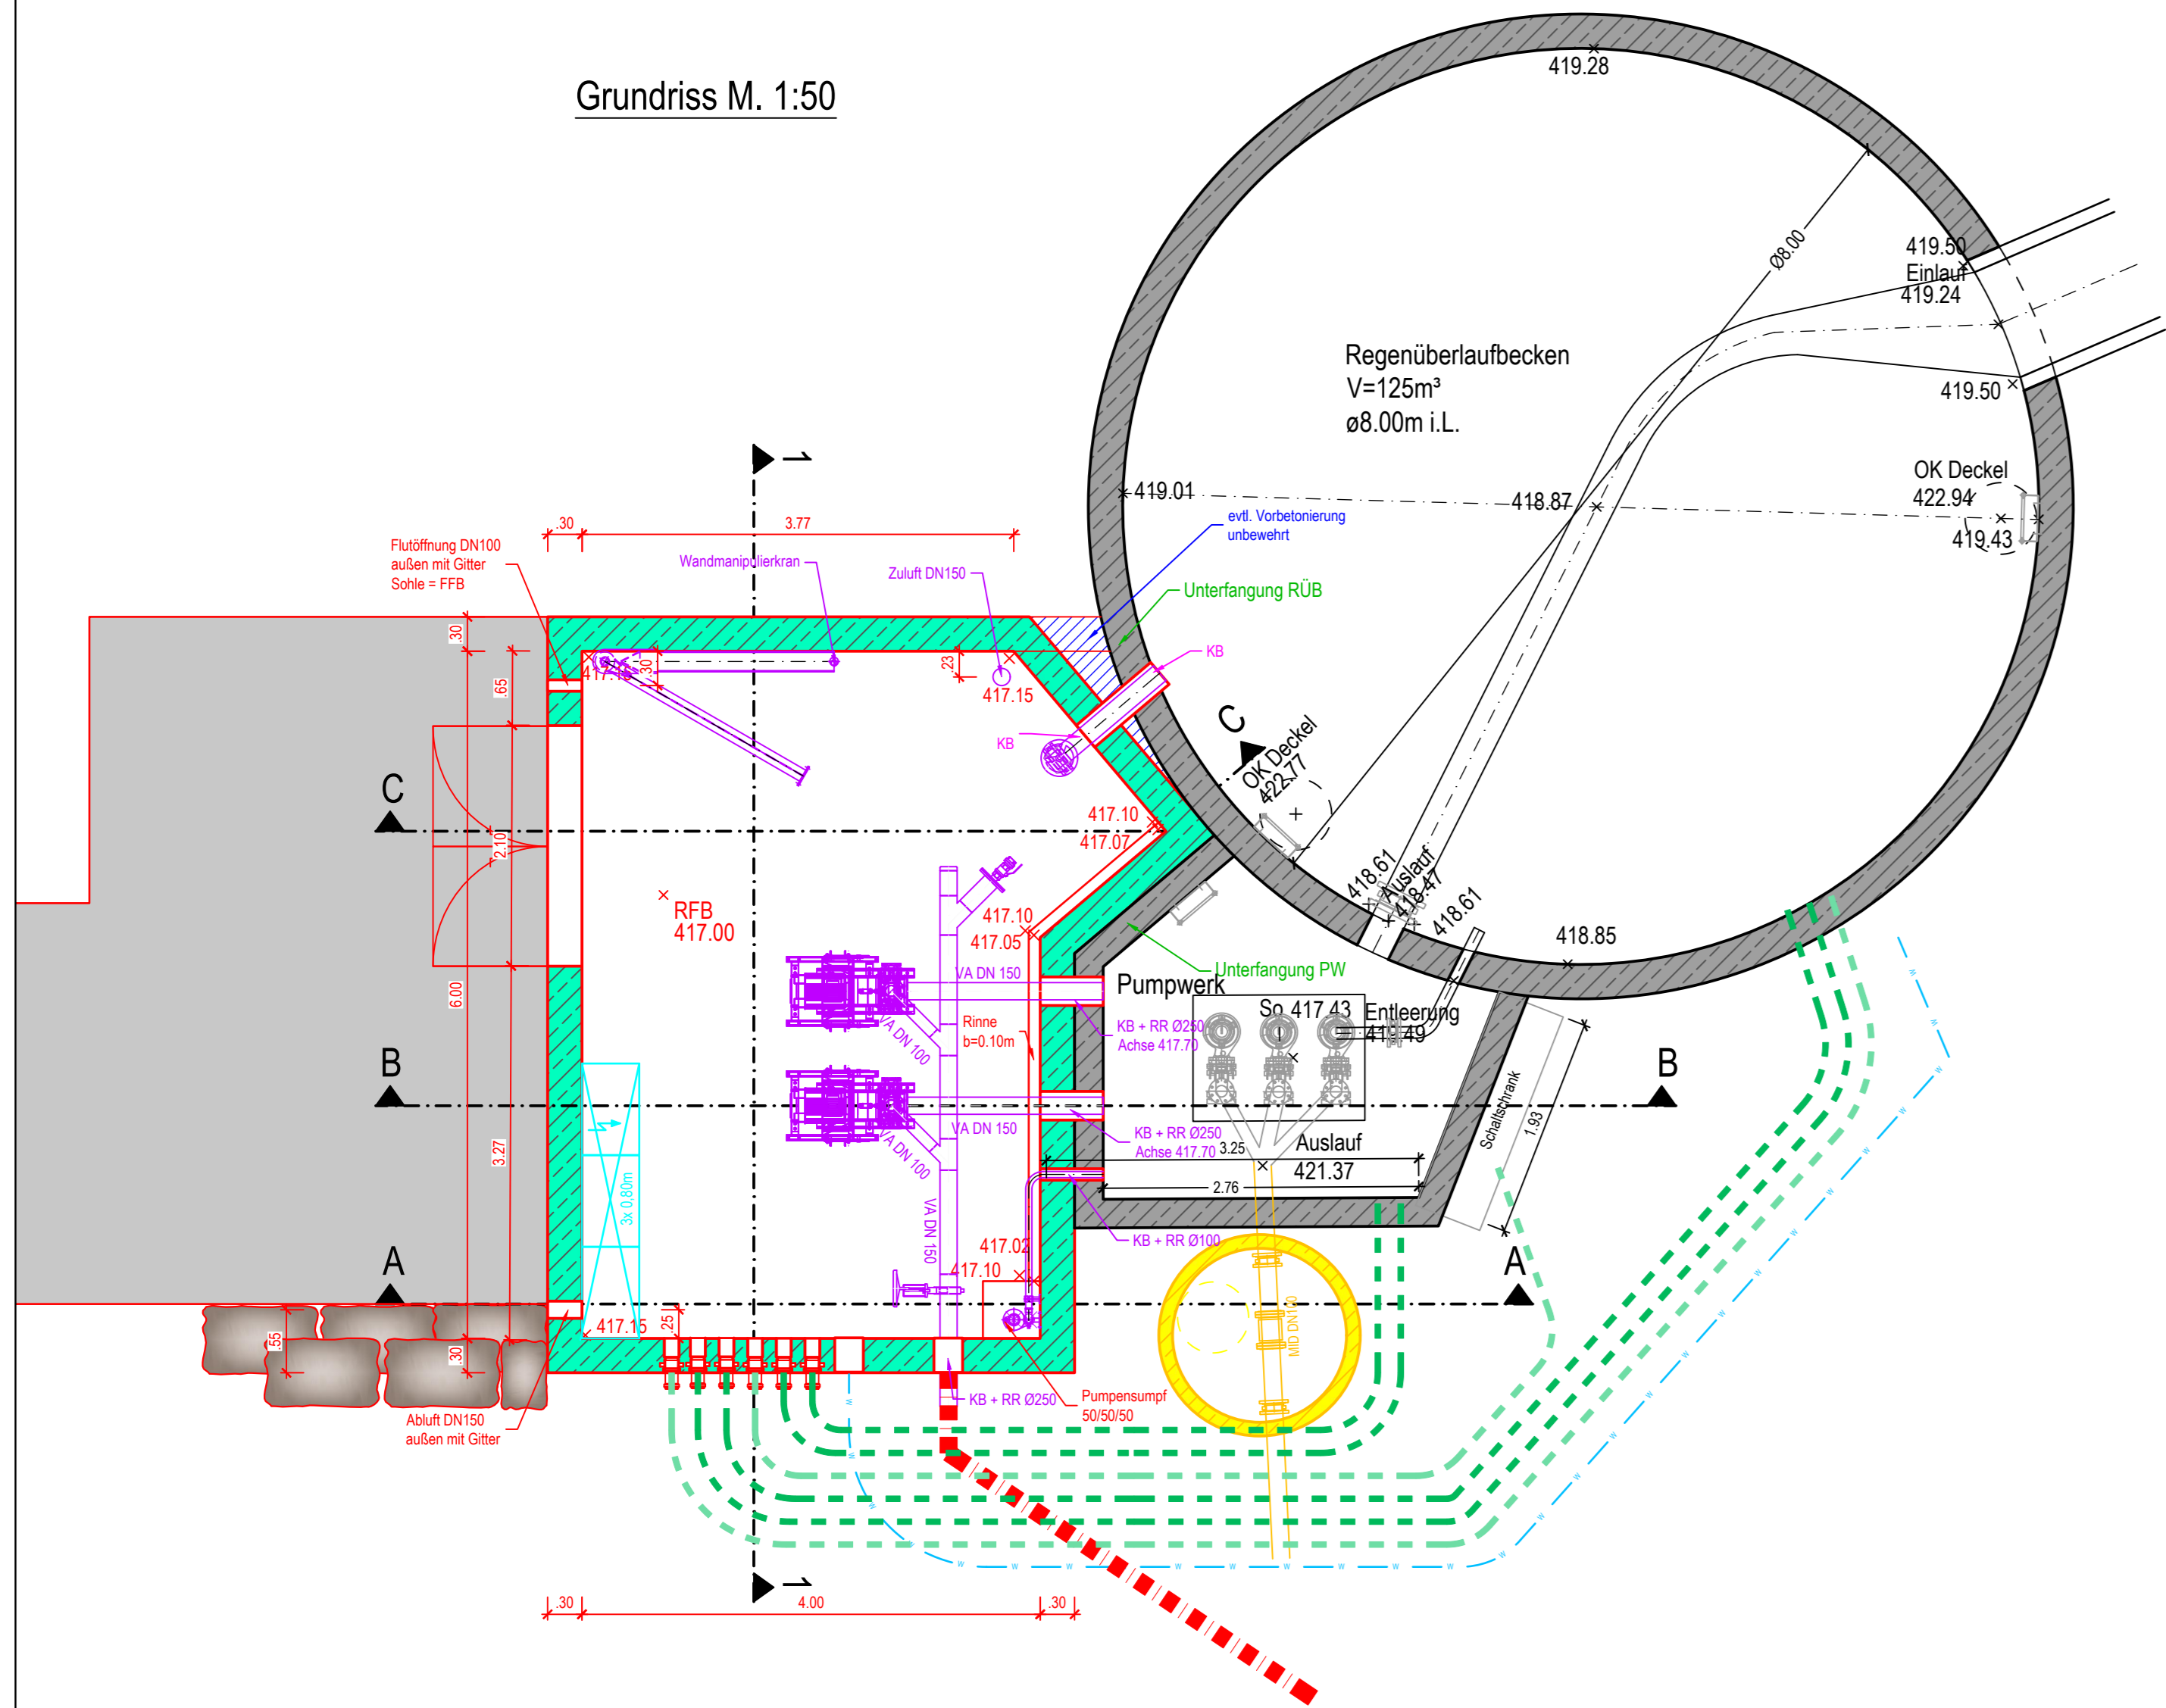 Grundriss M. 1:50
419.28
Ø8.00
419.50
Einlauf
419.24
419.50
Regenüberlaufbecken
V=125m³
ø8.00m i.L.
OK Deckel
422.94
419.43
419.01
418.87
1
.30
3.77
evtl. Vorbetonierung
unbewehrt
Flutöffnung DN100
außen mit Gitter
Sohle = FFB
Wandmanipulierkran
Zuluft DN150
Unterfangung RÜB
.30
.65
.30
.23
417.15
417.15
KB
KB
C
OK Deckel
422.77
C
417.10
417.07
2.10
RFB
417.00
417.10
417.05
418.61
Auslauf
418.47
418.61
418.85
Unterfangung PW
Pumpwerk
VA DN 150
VA DN 100
6.00
Rinne
b=0.10m
KB + RR Ø250
Achse 417.70
So 417.43
Entleerung
B
B
VA DN 150
VA DN 100
KB + RR Ø250
Achse 417.70
3.25
Auslauf
421.37
2.76
Schaltschrank
1.93
3.27
3x 0,80m
VA DN 150
KB + RR Ø100
417.02
417.10
A
A
417.15
.25
.55
.30
MID DN100
Abluft DN150
außen mit Gitter
KB + RR Ø250
Pumpensumpf
50/50/50
w w w w w w w w w w w w w w w w w w w w
1
.30
4.00
.30